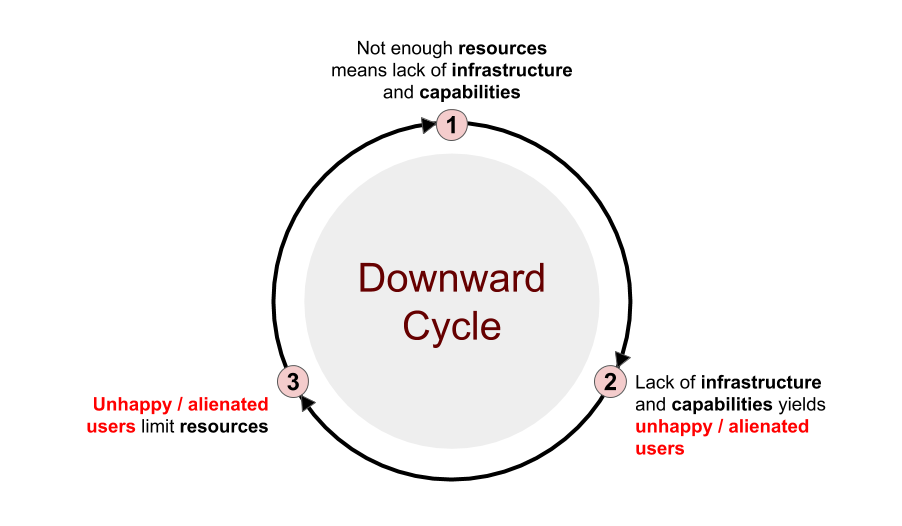 Not enough resources
means lack of infrastructure
and capabilities
1
Downward
Cycle
2
Lack of infrastructure
and capabilities yields
unhappy / alienated
users
3
Unhappy / alienated
users limit resources